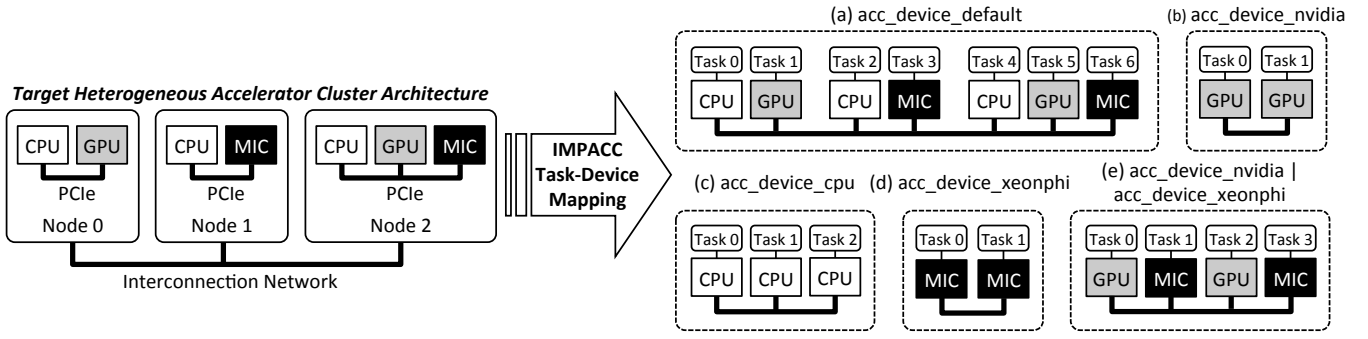 Target Heterogeneous Accelerator Cluster Architecture
CPU GPU
PCIe
Node 0
CPU MIC
PCIe
Node 1
CPU GPU MIC
PCIe
Node 2
Interconnection Network
IMPACC
Task-Device
Mapping
(a) acc_device_default
Task 0 Task 1 Task 2 Task 3 Task 4 Task 5 Task 6
CPU GPU CPU MIC CPU GPU MIC
(b) acc_device_nvidia
Task 0 Task 1
GPU GPU
(c) acc_device_cpu
Task 0 Task 1 Task 2
CPU CPU CPU
(d) acc_device_xeonphi
Task 0 Task 1
MIC MIC
(e) acc_device_nvidia |
acc_device_xeonphi
Task 0 Task 1 Task 2 Task 3
GPU MIC GPU MIC